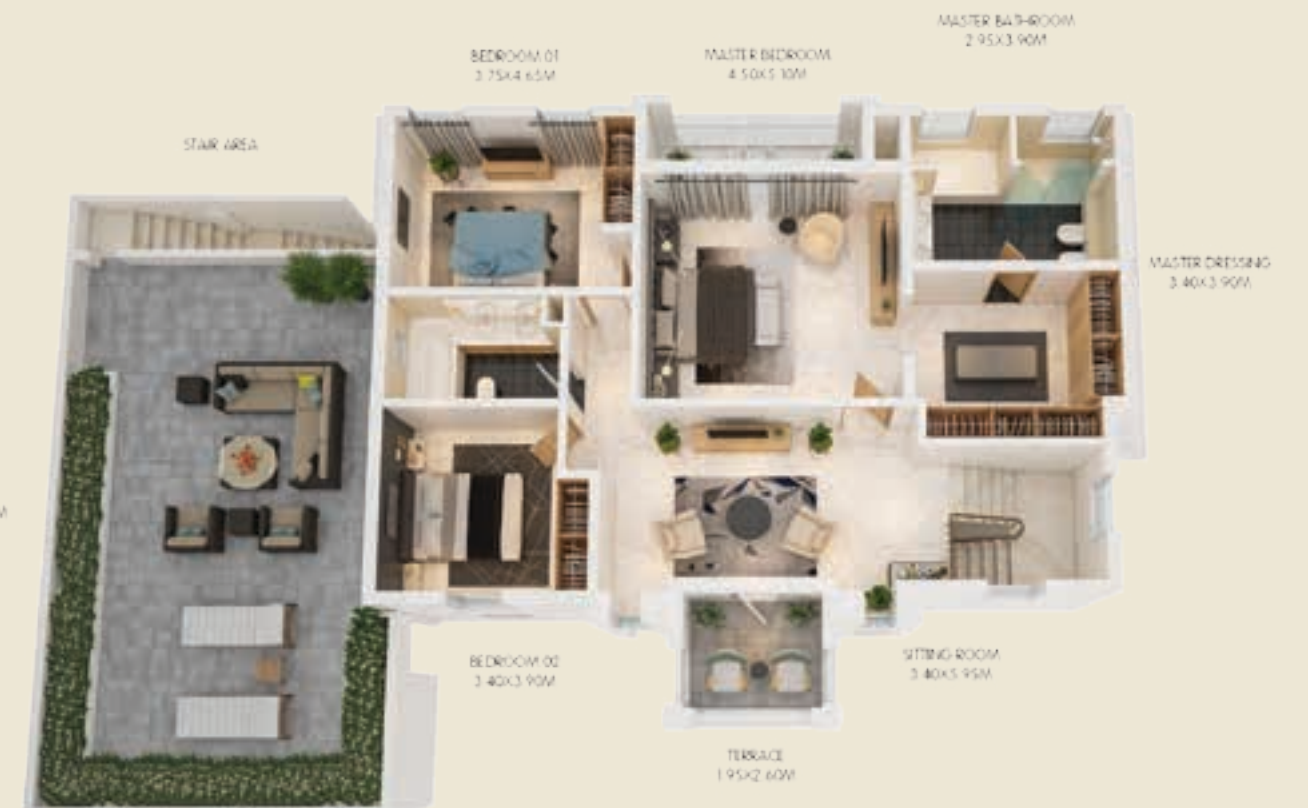 MASTER BATHROOM
2.95X3.90M
BEDROOM 01
3.75X4.65M
MASTER BEDROOM
4.50X5.10M
STAIR AREA
MASTER DRESSING
3.40X3.90M
M
BEDROOM 02
3.40X3.90M
SITTING ROOM
3.40X5.95M
TERRACE
1.95X2.60M